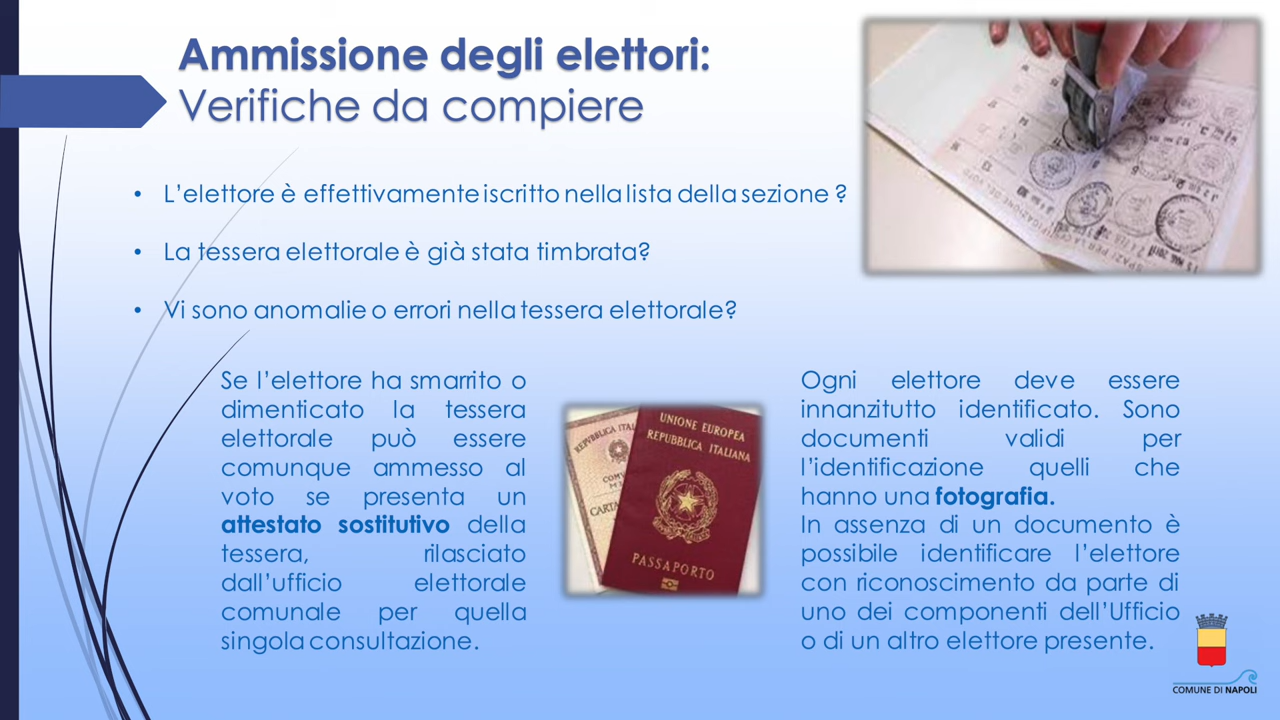 Ammissione degli elettori:
Verifiche da compiere
• L’elettore è effettivamente iscritto nella lista della sezione ?
• La tessera elettorale è già stata timbrata?
• Vi sono anomalie o errori nella tessera elettorale?
Se l’elettore ha smarrito o
dimenticato la tessera
elettorale può essere
comunque ammesso al
voto se presenta un
attestato sostitutivo della
tessera, rilasciato
dall’ufficio elettorale
comunale per quella
singola consultazione.
UNIONE EUROPEA
REPUBBLICA ITALIANA
PASSAPORTO
Ogni elettore deve essere
innanzitutto identificato. Sono
documenti validi per
l’identificazione quelli che
hanno una fotografia.
In assenza di un documento è
possibile identificare l’elettore
con riconoscimento da parte di
uno dei componenti dell’Ufficio
o di un altro elettore presente.
COMUNE DI NAPOLI